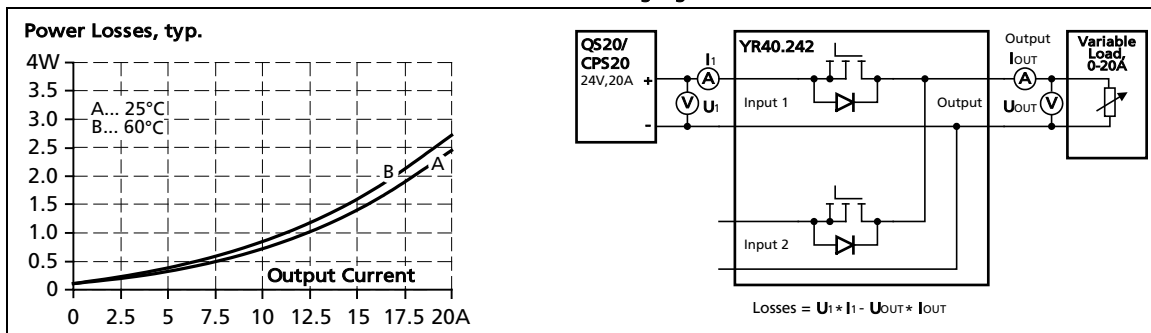 Power Losses, typ.
4W
3.5
3.0
2.5
2.0
1.5
1.0
0.5
0
A... 25°C
B... 60°C
B
A
Output Current
0 2.5 5 7.5 10 12.5 15 17.5 20A
QS20/
CPS20
24V,20A
+
-
I1
A
V
U1
YR40.242
Input 1
Output
Input 2
Output
IOUT
A
UOUT
V
Variable
Load,
0-20A
Losses = U1 * I1 - UOUT * IOUT